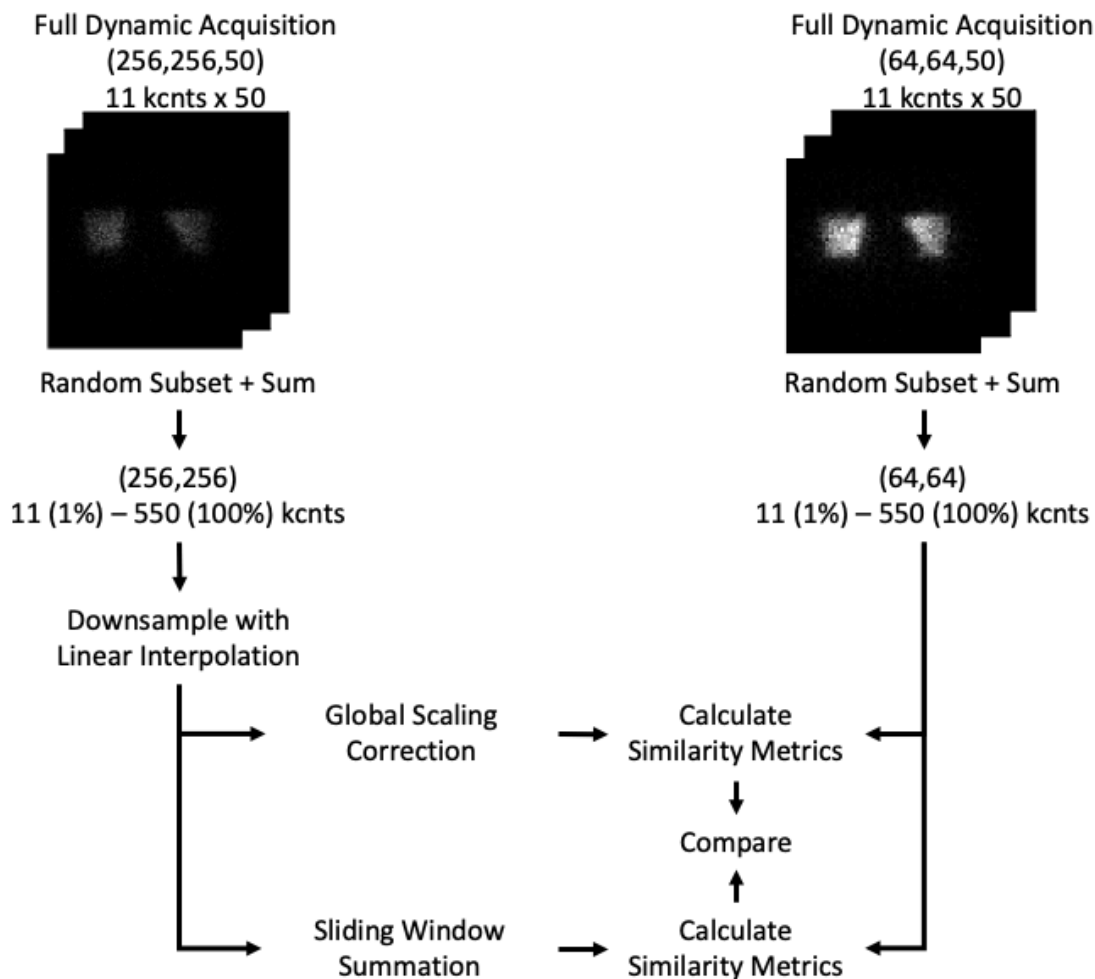 Full Dynamic Acquisition
(256,256,50)
11 kcnts x 50
Random Subset + Sum
(256,256)
11 (1%) – 550 (100%) kcnts
Downsample with
Linear Interpolation
Full Dynamic Acquisition
(64,64,50)
11 kcnts x 50
Random Subset + Sum
(64,64)
11 (1%) – 550 (100%) kcnts
Global Scaling
Correction
Calculate
Similarity Metrics
Compare
Sliding Window
Summation
Calculate
Similarity Metrics